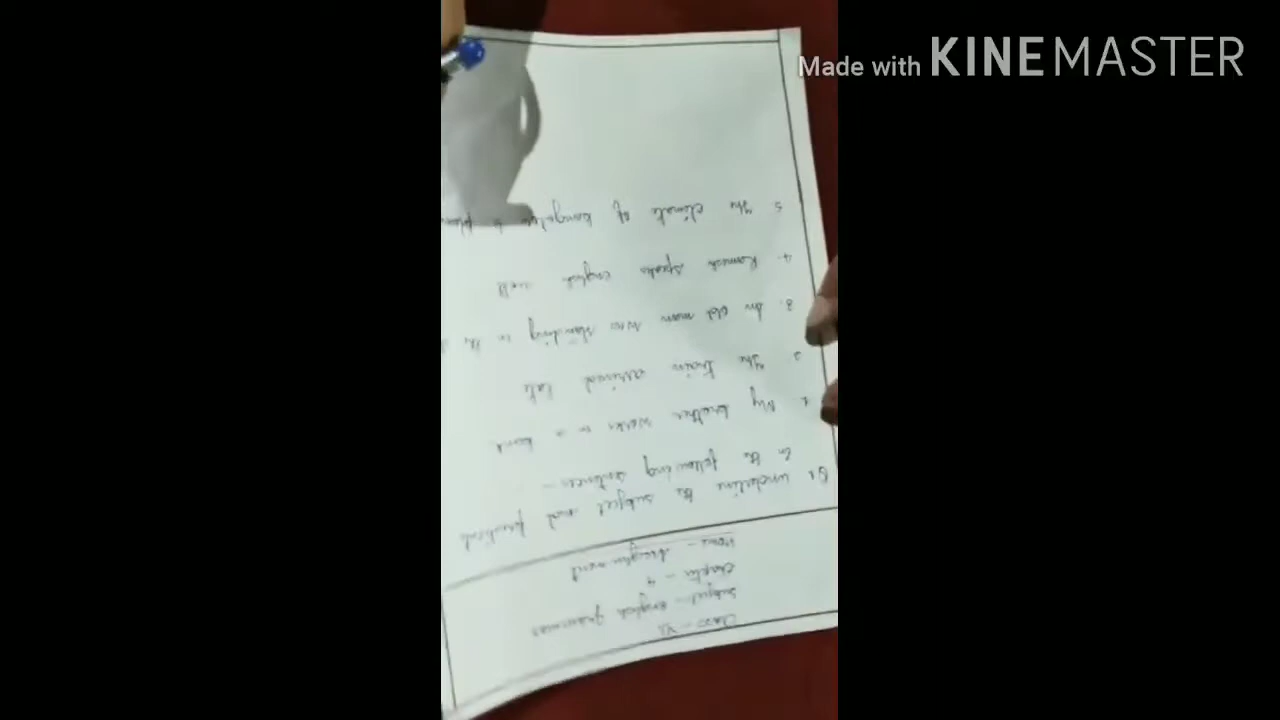 Made with KINEMASTER
Class - VI
Subject - english grammar
Chapter - 4
Home - Assignment
Q1 underline the subject and predicate
in the following sentences -
1 My brother works in a bank
2 The train arrived late
3. An old man was standing in the
4. Ramesh speaks english well
5 The climate of bangalore is